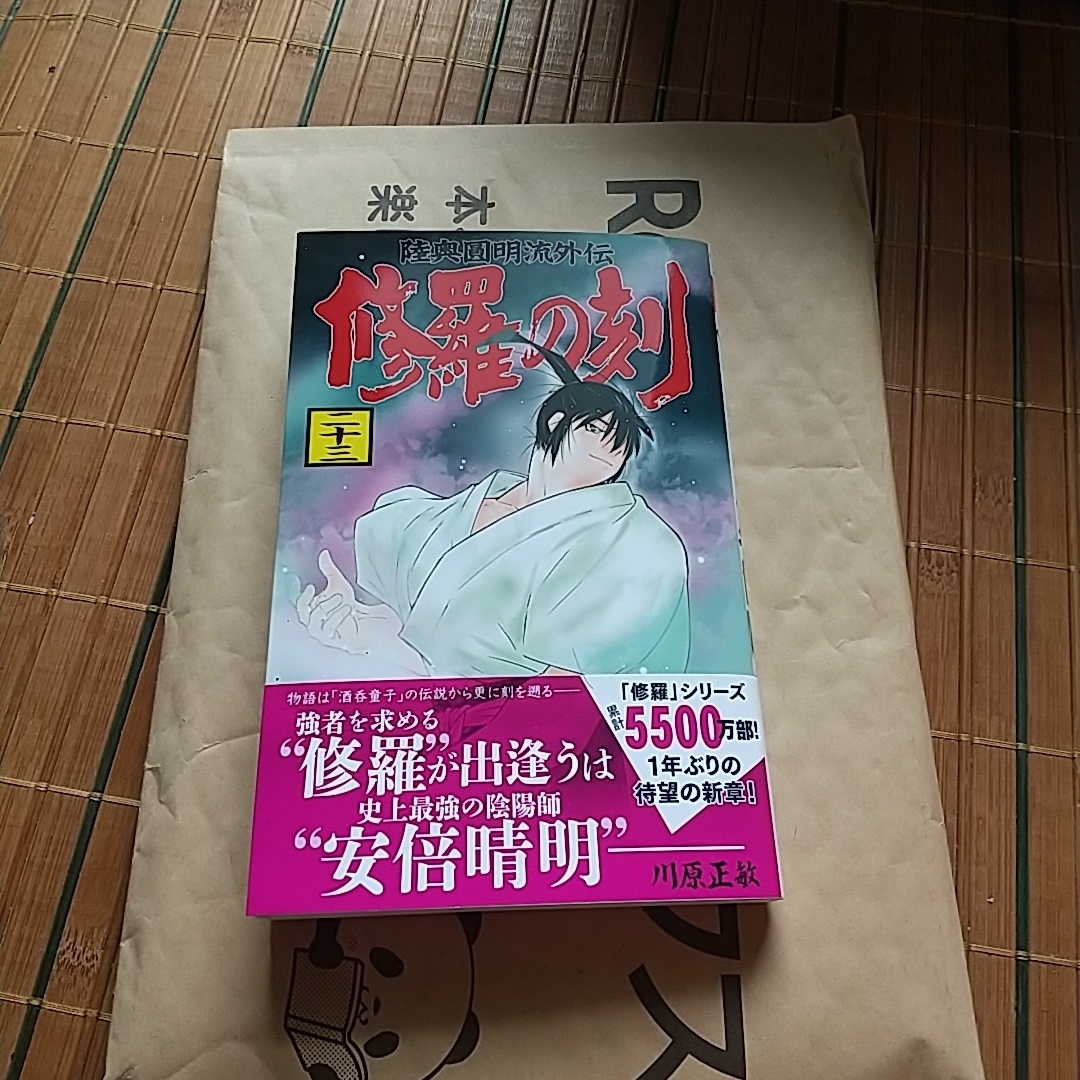 楽
本
R
陸奥圓明流外伝
修羅の刻
二十三
物語は「酒呑童子」の伝説から更に刻を遡る──
強者を求める
“修羅”が出逢うは
史上最強の陰陽師
“安倍晴明”──
「修羅」シリーズ
累計
5500万部!
1年ぶりの
待望の新章!
川原正敏
クス